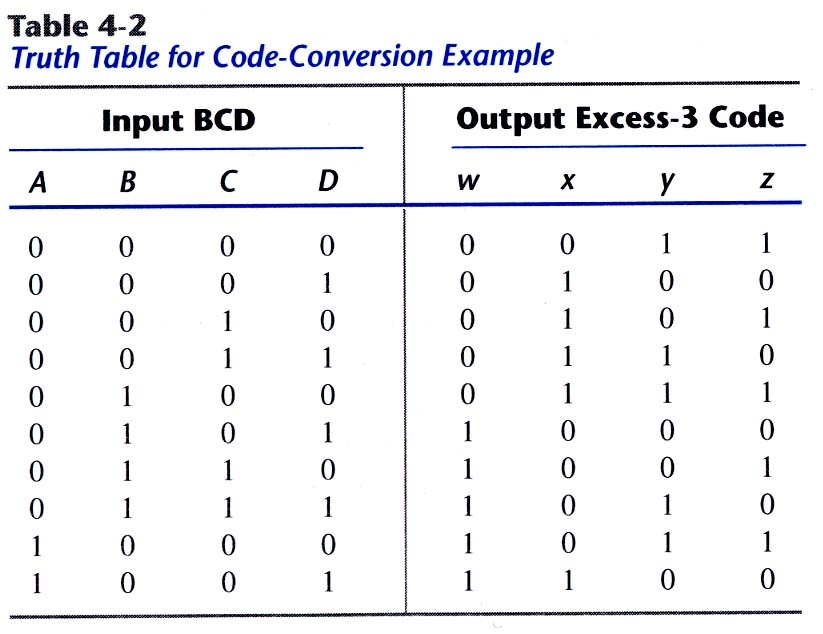 Table 4-2
Truth Table for Code-Conversion Example
Input BCD Output Excess-3 Code
A B C D w x y z
0 0 0 0 0 0 1 1
0 0 0 1 0 1 0 0
0 0 1 0 0 1 0 1
0 0 1 1 0 1 1 0
0 1 0 0 0 1 1 1
0 1 0 1 1 0 0 0
0 1 1 0 1 0 0 1
0 1 1 1 1 0 1 0
1 0 0 0 1 0 1 1
1 0 0 1 1 1 0 0